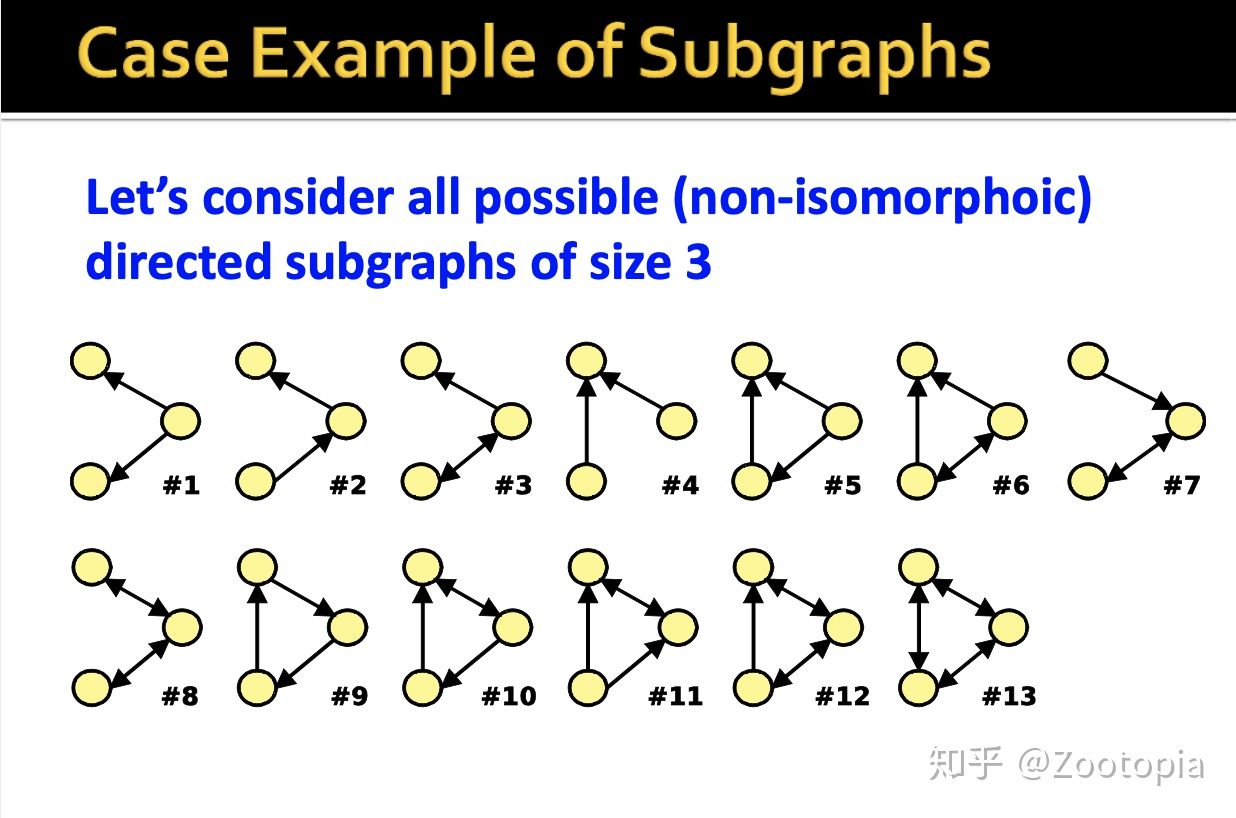 Case Example of Subgraphs
Let’s consider all possible (non-isomorphoic)
directed subgraphs of size 3
#1 #2 #3 #4 #5 #6 #7
#8 #9 #10 #11 #12 #13
知乎 @Zootopia